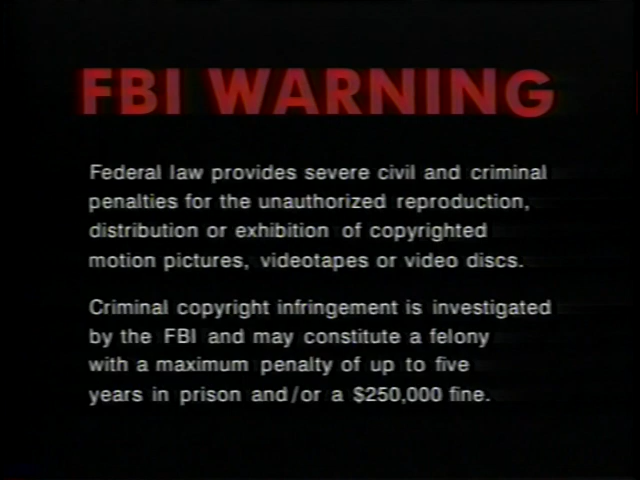 FBI WARNING
Federal law provides severe civil and criminal
penalties for the unauthorized reproduction,
distribution or exhibition of copyrighted
motion pictures, videotapes or video discs.
Criminal copyright infringement is investigated
by the FBI and may constitute a felony
with a maximum penalty of up to five
years in prison and/or a $250,000 fine.